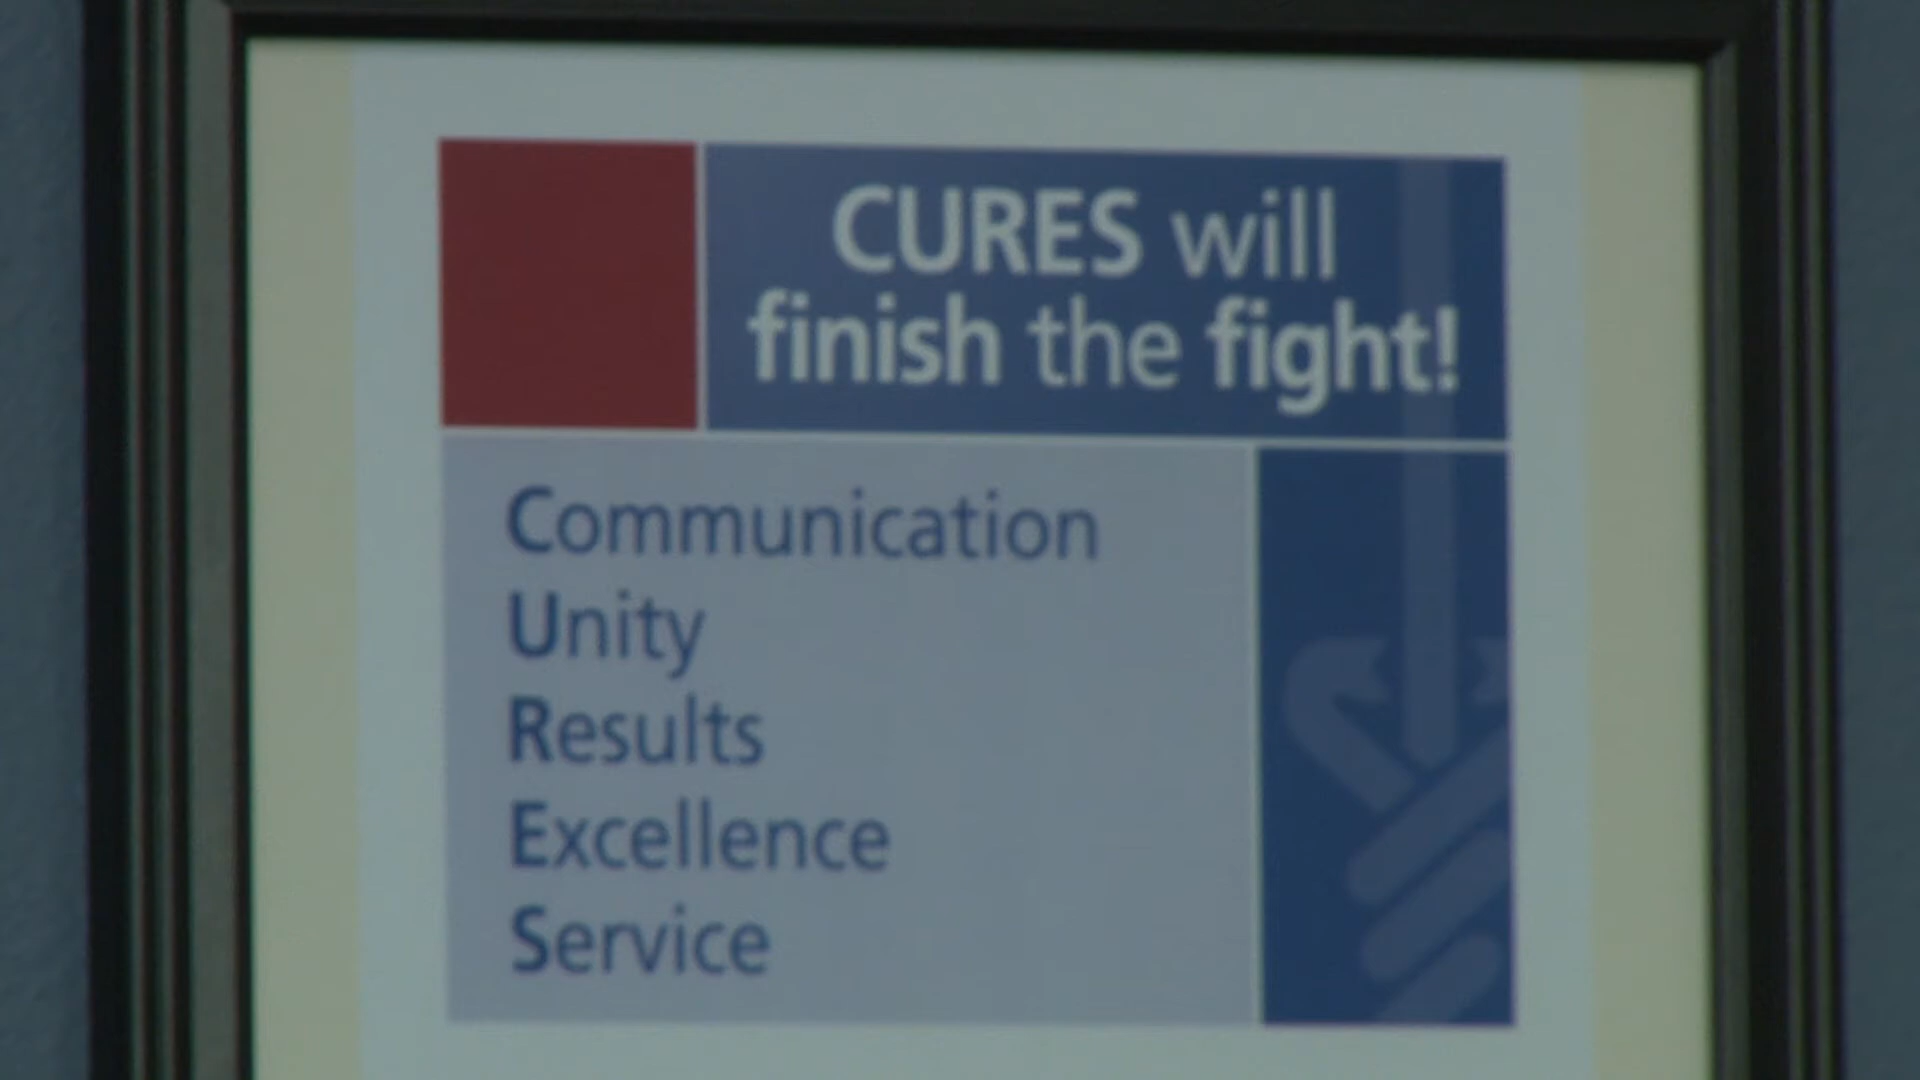 CURES will
finish the fight!
Communication
Unity
Results
Excellence
Service